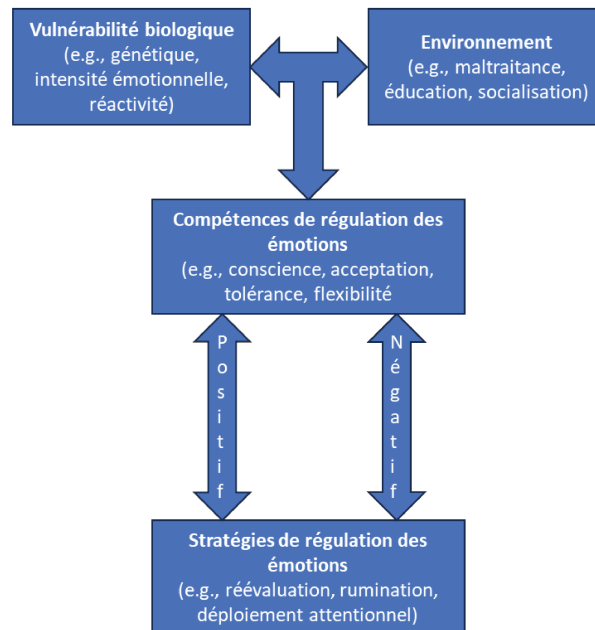 Vulnérabilité biologique
(e.g., génétique,
intensité émotionnelle,
réactivité)
Environnement
(e.g., maltraitance,
éducation, socialisation)
Compétences de régulation des
émotions
(e.g., conscience, acceptation,
tolérance, flexibilité
Positif
Négatif
Stratégies de régulation des
émotions
(e.g., réévaluation, rumination,
déploiement attentionnel)